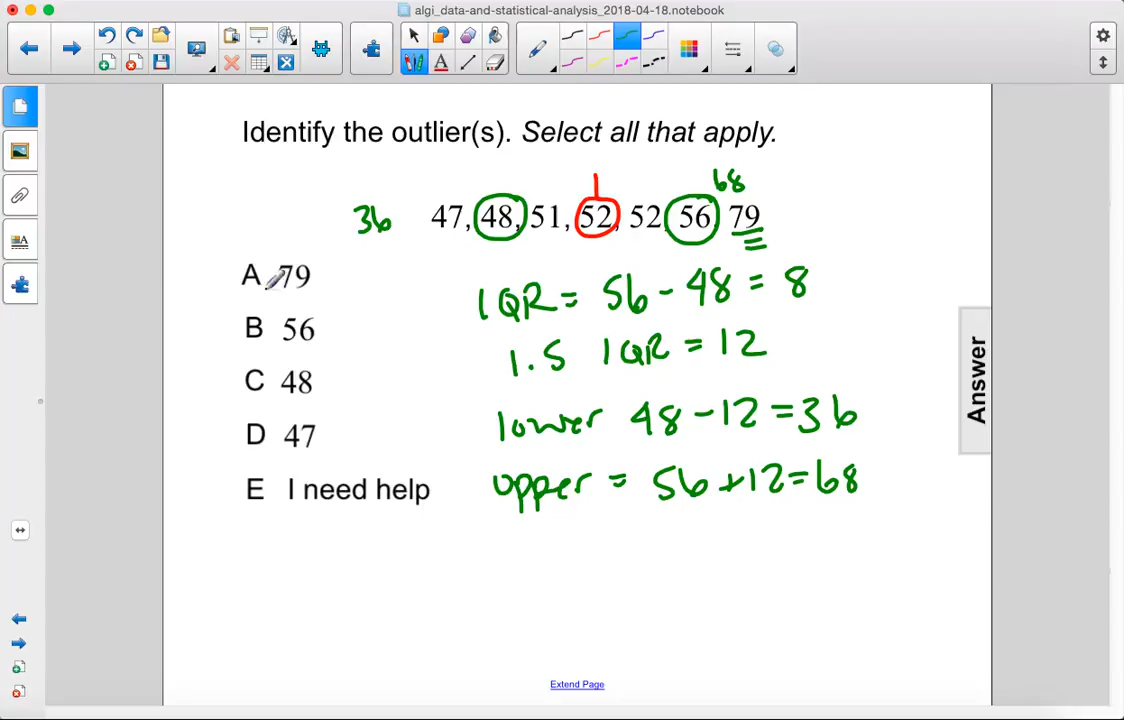 algi_data-and-statistical-analysis_2018-04-18.notebook
Identify the outlier(s). Select all that apply.
68
36 47, 48, 51, 52, 52, 56, 79
A 79
IQR = 56 - 48 = 8
B 56
1.5 IQR = 12
C 48
lower 48 - 12 = 36
D 47
upper = 56 + 12 = 68
E I need help
Answer
Extend Page